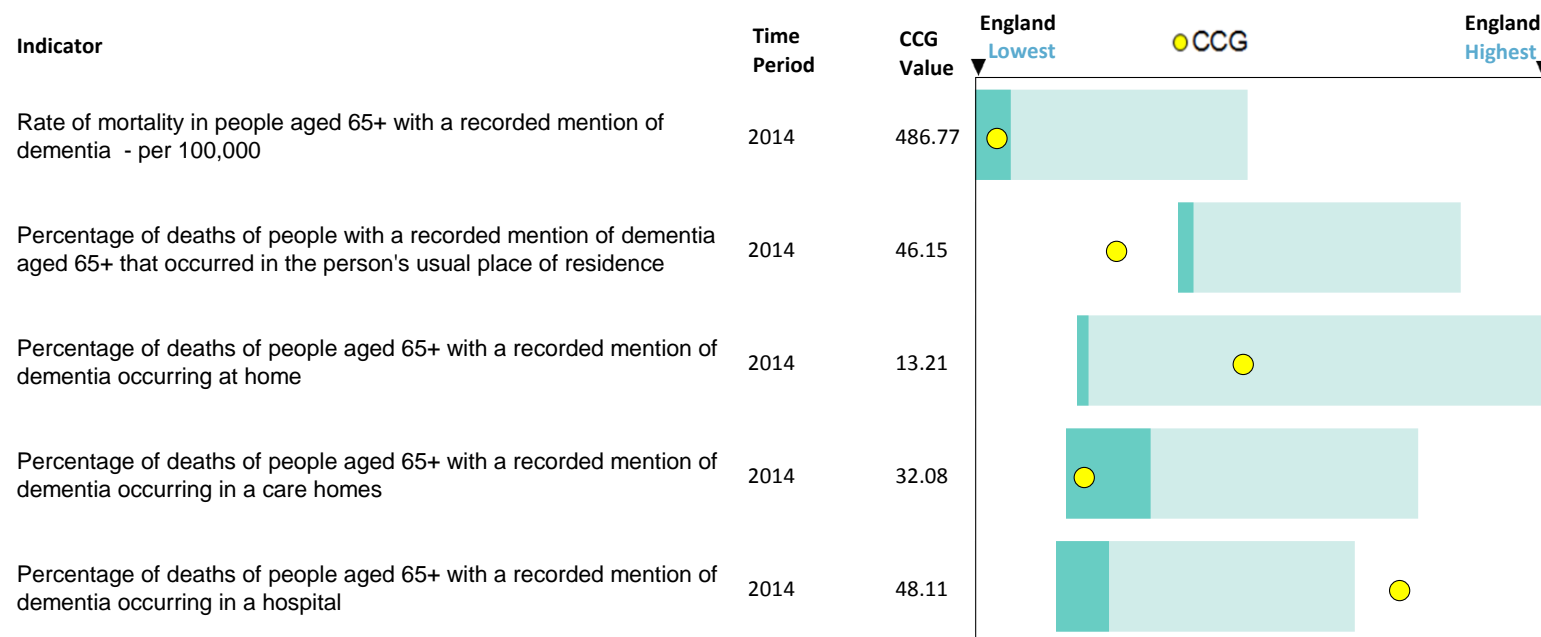 Indicator
Time
Period
CCG
Value
England
Lowest
CCG
England
Highest
Rate of mortality in people aged 65+ with a recorded mention of
dementia  - per 100,000
2014
486.77
Percentage of deaths of people with a recorded mention of dementia
aged 65+ that occurred in the person's usual place of residence
2014
46.15
Percentage of deaths of people aged 65+ with a recorded mention of
dementia occurring at home
2014
13.21
Percentage of deaths of people aged 65+ with a recorded mention of
dementia occurring in a care homes
2014
32.08
Percentage of deaths of people aged 65+ with a recorded mention of
dementia occurring in a hospital
2014
48.11